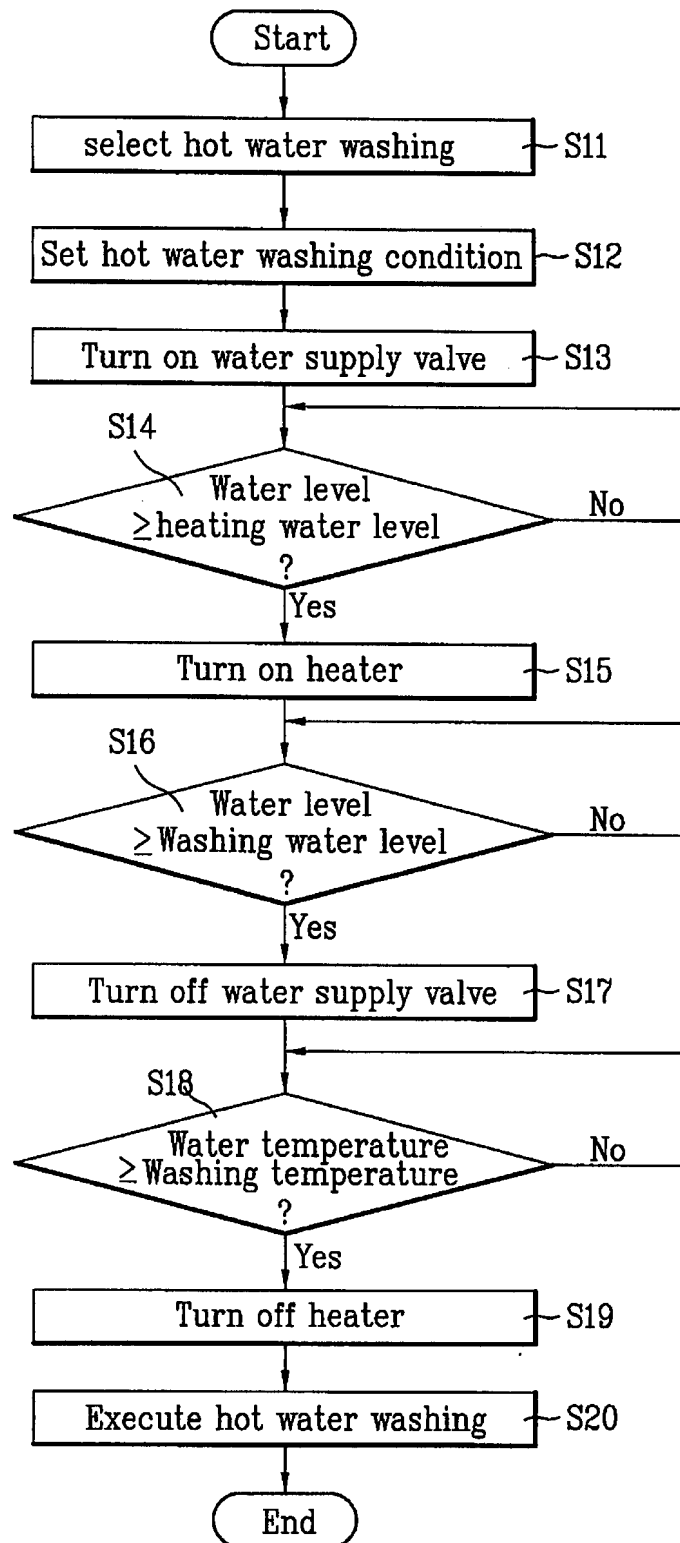 Start
select hot water washing
S11
Set hot water washing condition
S12
Turn on water supply valve
S13
S14
Water level
≥heating water level
?
No
Yes
Turn on heater
S15
S16
Water level
≥Washing water level
?
No
Yes
Turn off water supply valve
S17
S18
Water temperature
≥Washing temperature
?
No
Yes
Turn off heater
S19
Execute hot water washing
S20
End